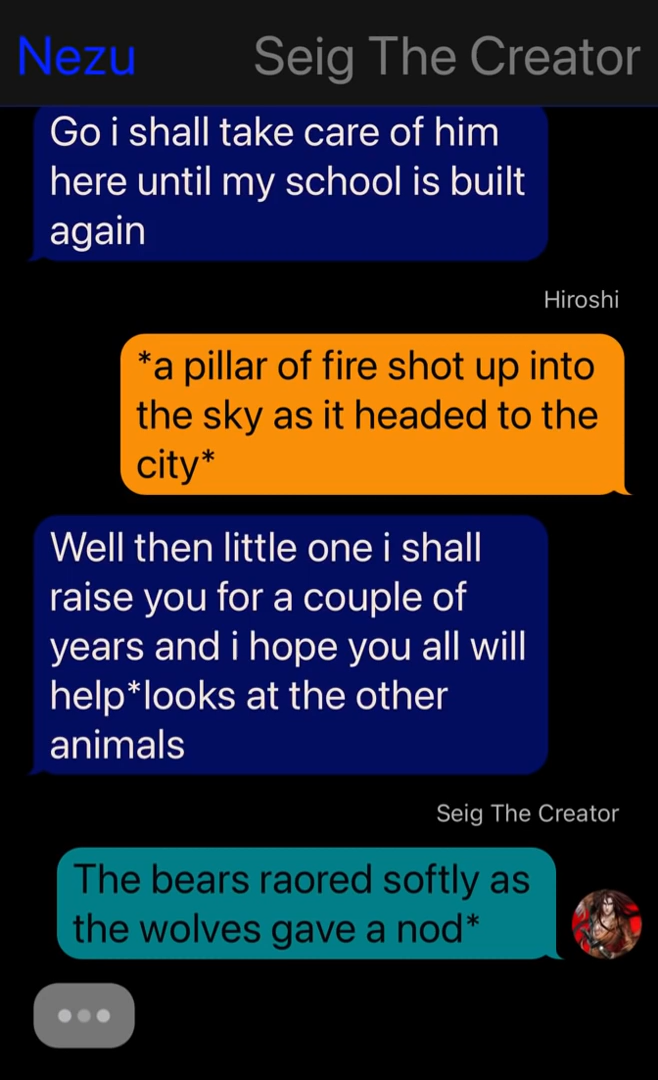 Nezu Seig The Creator
Go i shall take care of him
here until my school is built
again
Hiroshi
*a pillar of fire shot up into
the sky as it headed to the
city*
Well then little one i shall
raise you for a couple of
years and i hope you all will
help*looks at the other
animals
Seig The Creator
The bears raored softly as
the wolves gave a nod*